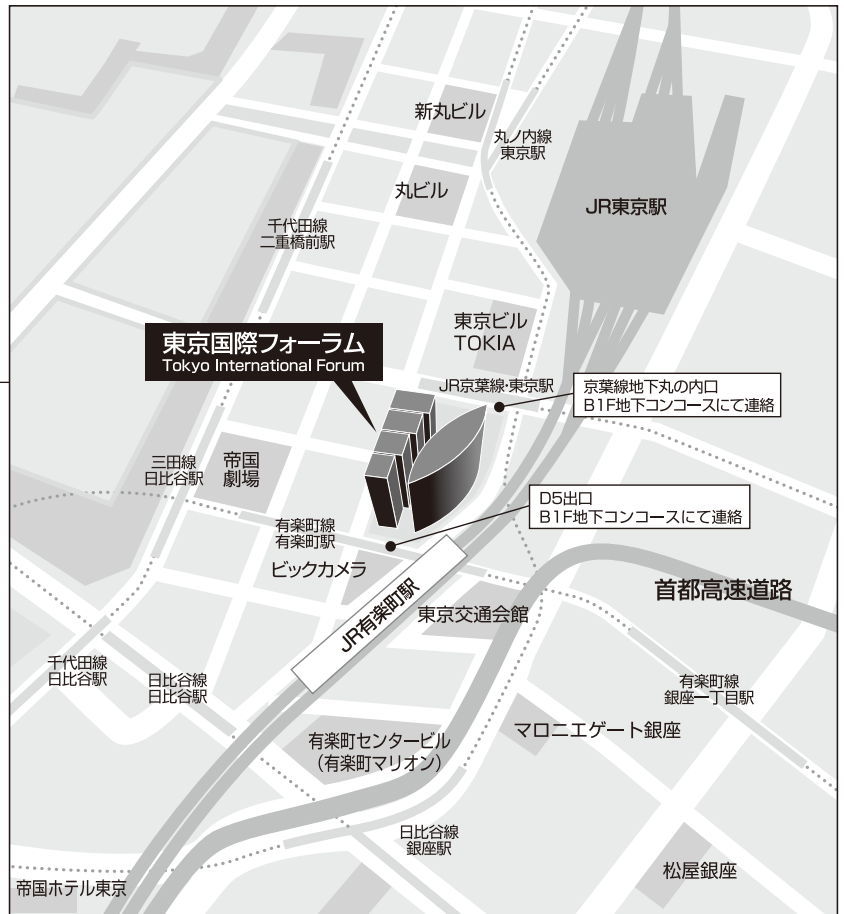 新丸ビル
丸ノ内線
東京駅
丸ビル
JR東京駅
千代田線
二重橋前駅
東京ビル
TOKIA
東京国際フォーラム
Tokyo International Forum
JR京葉線・東京駅
京葉線地下丸の内口
B1F地下コンコースにて連絡
三田線
日比谷駅
帝国
劇場
D5出口
B1F地下コンコースにて連絡
有楽町線
有楽町駅
ビックカメラ
JR有楽町駅
首都高速道路
東京交通会館
千代田線
日比谷駅
日比谷線
日比谷駅
有楽町線
銀座一丁目駅
マロニエゲート銀座
有楽町センタービル
（有楽町マリオン）
日比谷線
銀座駅
松屋銀座
帝国ホテル東京